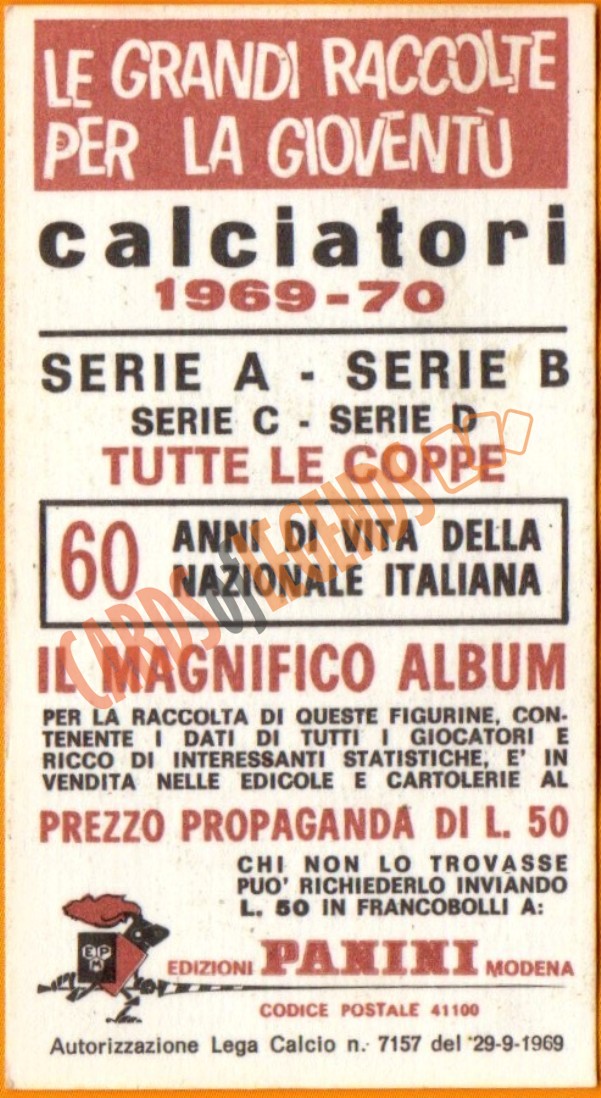 LE GRANDI RACCOLTE
PER LA GIOVENTÙ
calciatori
1969-70
SERIE A - SERIE B
SERIE C - SERIE D
TUTTE LE COPPE
60 ANNI DI VITA DELLA
NAZIONALE ITALIANA
CARDS of LEGENDS
IL MAGNIFICO ALBUM
PER LA RACCOLTA DI QUESTE FIGURINE, CON-
TENENTE I DATI DI TUTTI I GIOCATORI E
RICCO DI INTERESSANTI STATISTICHE, E' IN
VENDITA NELLE EDICOLE E CARTOLERIE AL
PREZZO PROPAGANDA DI L. 50
CHI NON LO TROVASSE
PUO' RICHIEDERLO INVIANDO
L. 50 IN FRANCOBOLLI A:
EPM
EDIZIONI PANINI MODENA
CODICE POSTALE 41100
Autorizzazione Lega Calcio n. 7157 del 29-9-1969